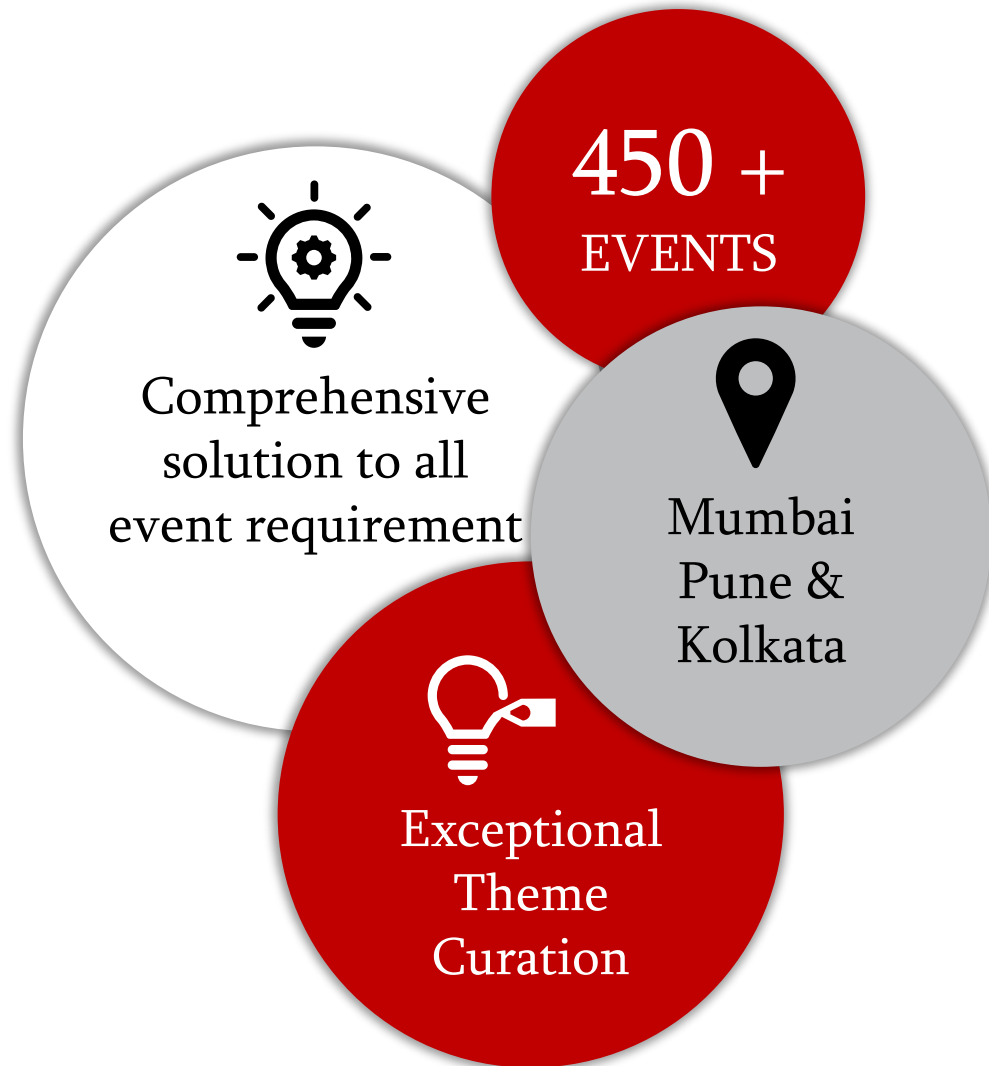 450 +
EVENTS
Comprehensive
solution to all
event requirement
Mumbai
Pune &
Kolkata
Exceptional
Theme
Curation